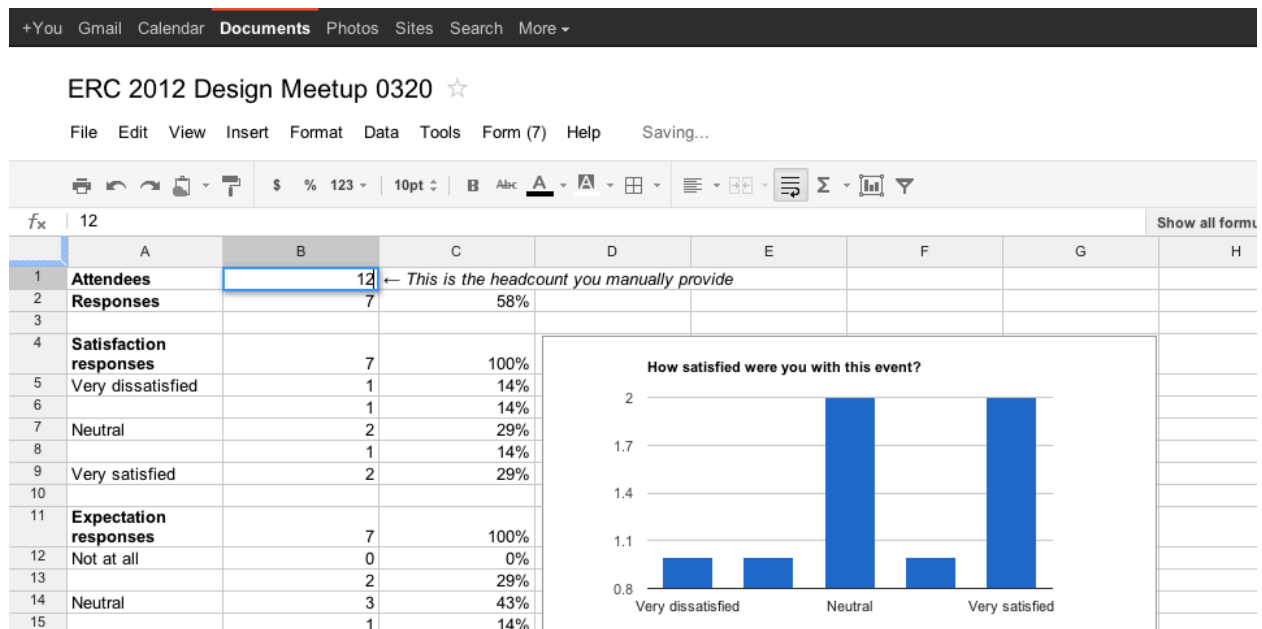 +You Gmail Calendar Documents Photos Sites Search More
ERC 2012 Design Meetup 0320
File Edit View Insert Format Data Tools Form (7) Help Saving...
$ % 123 10pt B Abc A A Σ
fx 12 Show all formu
A B C D E F G H
1 Attendees 12 ← This is the headcount you manually provide
2 Responses 7 58%
3
4 Satisfaction
responses 7 100%
5 Very dissatisfied 1 14%
6 1 14%
7 Neutral 2 29%
8 1 14%
9 Very satisfied 2 29%
10
11 Expectation
responses 7 100%
12 Not at all 0 0%
13 2 29%
14 Neutral 3 43%
15 1 14%
How satisfied were you with this event?
2
1.7
1.4
1.1
0.8
Very dissatisfied Neutral Very satisfied